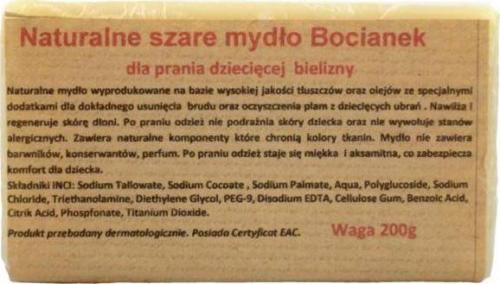 Naturalne szare mydło Bocianek
dla prania dziecięcej bielizny
Naturalne mydło wyprodukowane na bazie wysokiej jakości tłuszczów oraz olejów ze specjalnymi
dodatkami dla dokładnego usunięcia brudu oraz oczyszczenia plam z dziecięcych ubrań . Nawilża i
regeneruje skórę dłoni. Po praniu odzież nie podrażnia skóry dziecka oraz nie wywołuje stanów
alergicznych. Zawiera naturalne komponenty które chronią kolory tkanin. Mydło nie zawiera
barwników, konserwantów, perfum. Po praniu odzież staje się miękka i aksamitna, co zabezpiecza
komfort dla dziecka.
Składniki INCI: Sodium Tallowate, Sodium Cocoate , Sodium Palmate, Aqua, Polyglucoside, Sodium
Chloride, Triethanolamine, Diethylene Glycol, PEG-9, Disodium EDTA, Cellulose Gum, Benzoic Acid,
Citrik Acid, Phospfonate, Titanium Dioxide.
Produkt przebadany dermatologicznie. Posiada Certyficat EAC.
Waga 200g